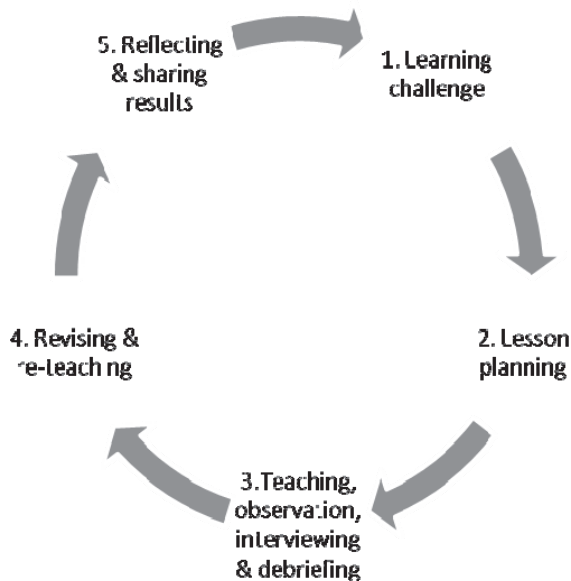 1. Learning
challenge
2. Lesson
planning
3.Teaching,
observation,
interviewing
& debriefing
4. Revising &
re-teaching
5. Reflecting
& sharing
results